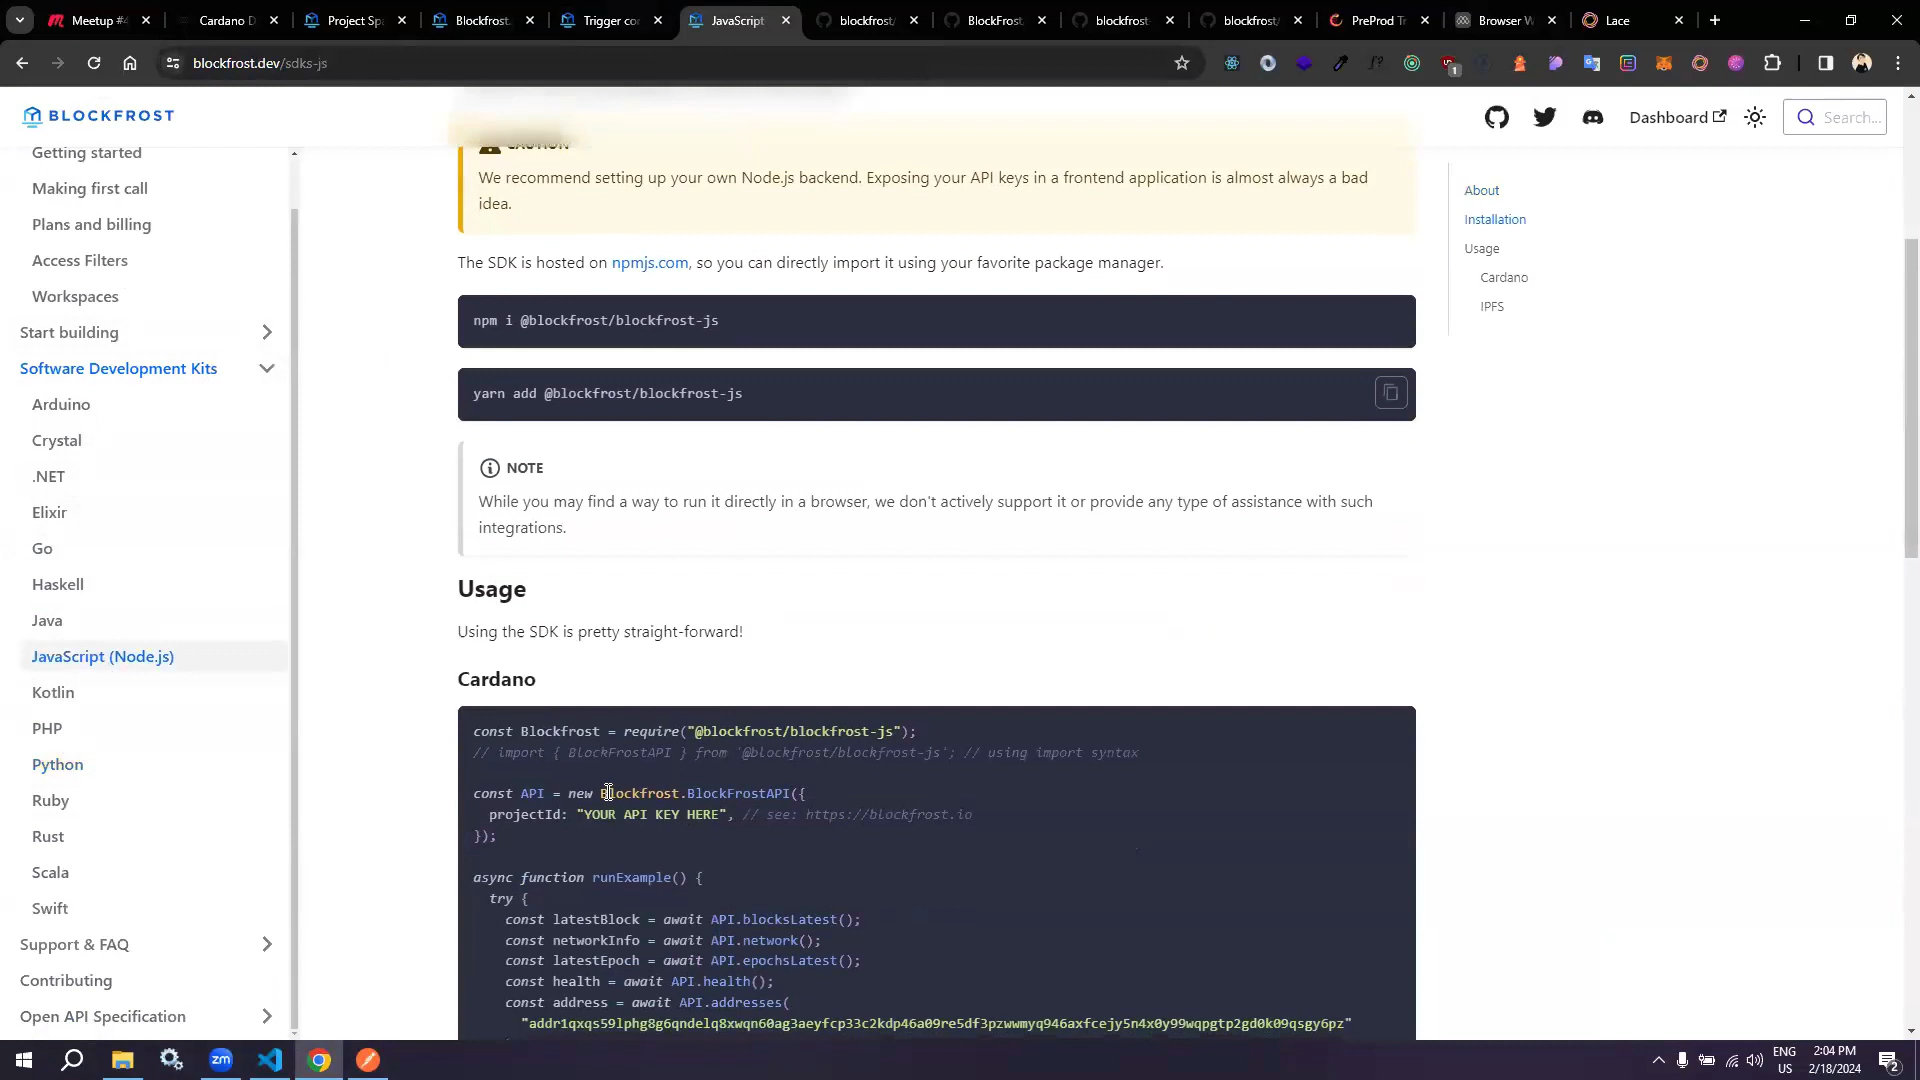 Meetup #4
Cardano D
Project Sp
Blockfrost.
Trigger co
JavaScript
blockfrost/
BlockFrost
blockfrost-
blockfrost/
PreProd Tr
Browser W
Lace
blockfrost.dev/sdks-js
1
BLOCKFROST
Dashboard
Search...
Getting started
Making first call
Plans and billing
Access Filters
Workspaces
Start building
Software Development Kits
Arduino
Crystal
.NET
Elixir
Go
Haskell
Java
JavaScript (Node.js)
Kotlin
PHP
Python
Ruby
Rust
Scala
Swift
Support & FAQ
Contributing
Open API Specification
CAUTION
We recommend setting up your own Node.js backend. Exposing your API keys in a frontend application is almost always a bad
idea.
The SDK is hosted on npmjs.com, so you can directly import it using your favorite package manager.
npm i @blockfrost/blockfrost-js
yarn add @blockfrost/blockfrost-js
NOTE
While you may find a way to run it directly in a browser, we don't actively support it or provide any type of assistance with such
integrations.
Usage
Using the SDK is pretty straight-forward!
Cardano
const Blockfrost = require("@blockfrost/blockfrost-js");
// import { BlockFrostAPI } from '@blockfrost/blockfrost-js'; // using import syntax
const API = new Blockfrost.BlockFrostAPI({
projectId: "YOUR API KEY HERE", // see: https://blockfrost.io
});
async function runExample() {
try {
const latestBlock = await API.blocksLatest();
const networkInfo = await API.network();
const latestEpoch = await API.epochsLatest();
const health = await API.health();
const address = await API.addresses(
"addr1qxqs59lphg8g6qndelq8xwqn60ag3aeyfcp33c2kdp46a09re5df3pzwwmyq946axfcejy5n4x0y99wqpgtp2gd0k09qsgy6pz"
About
Installation
Usage
Cardano
IPFS
zm
ENG
US
2:04 PM
2/18/2024
2